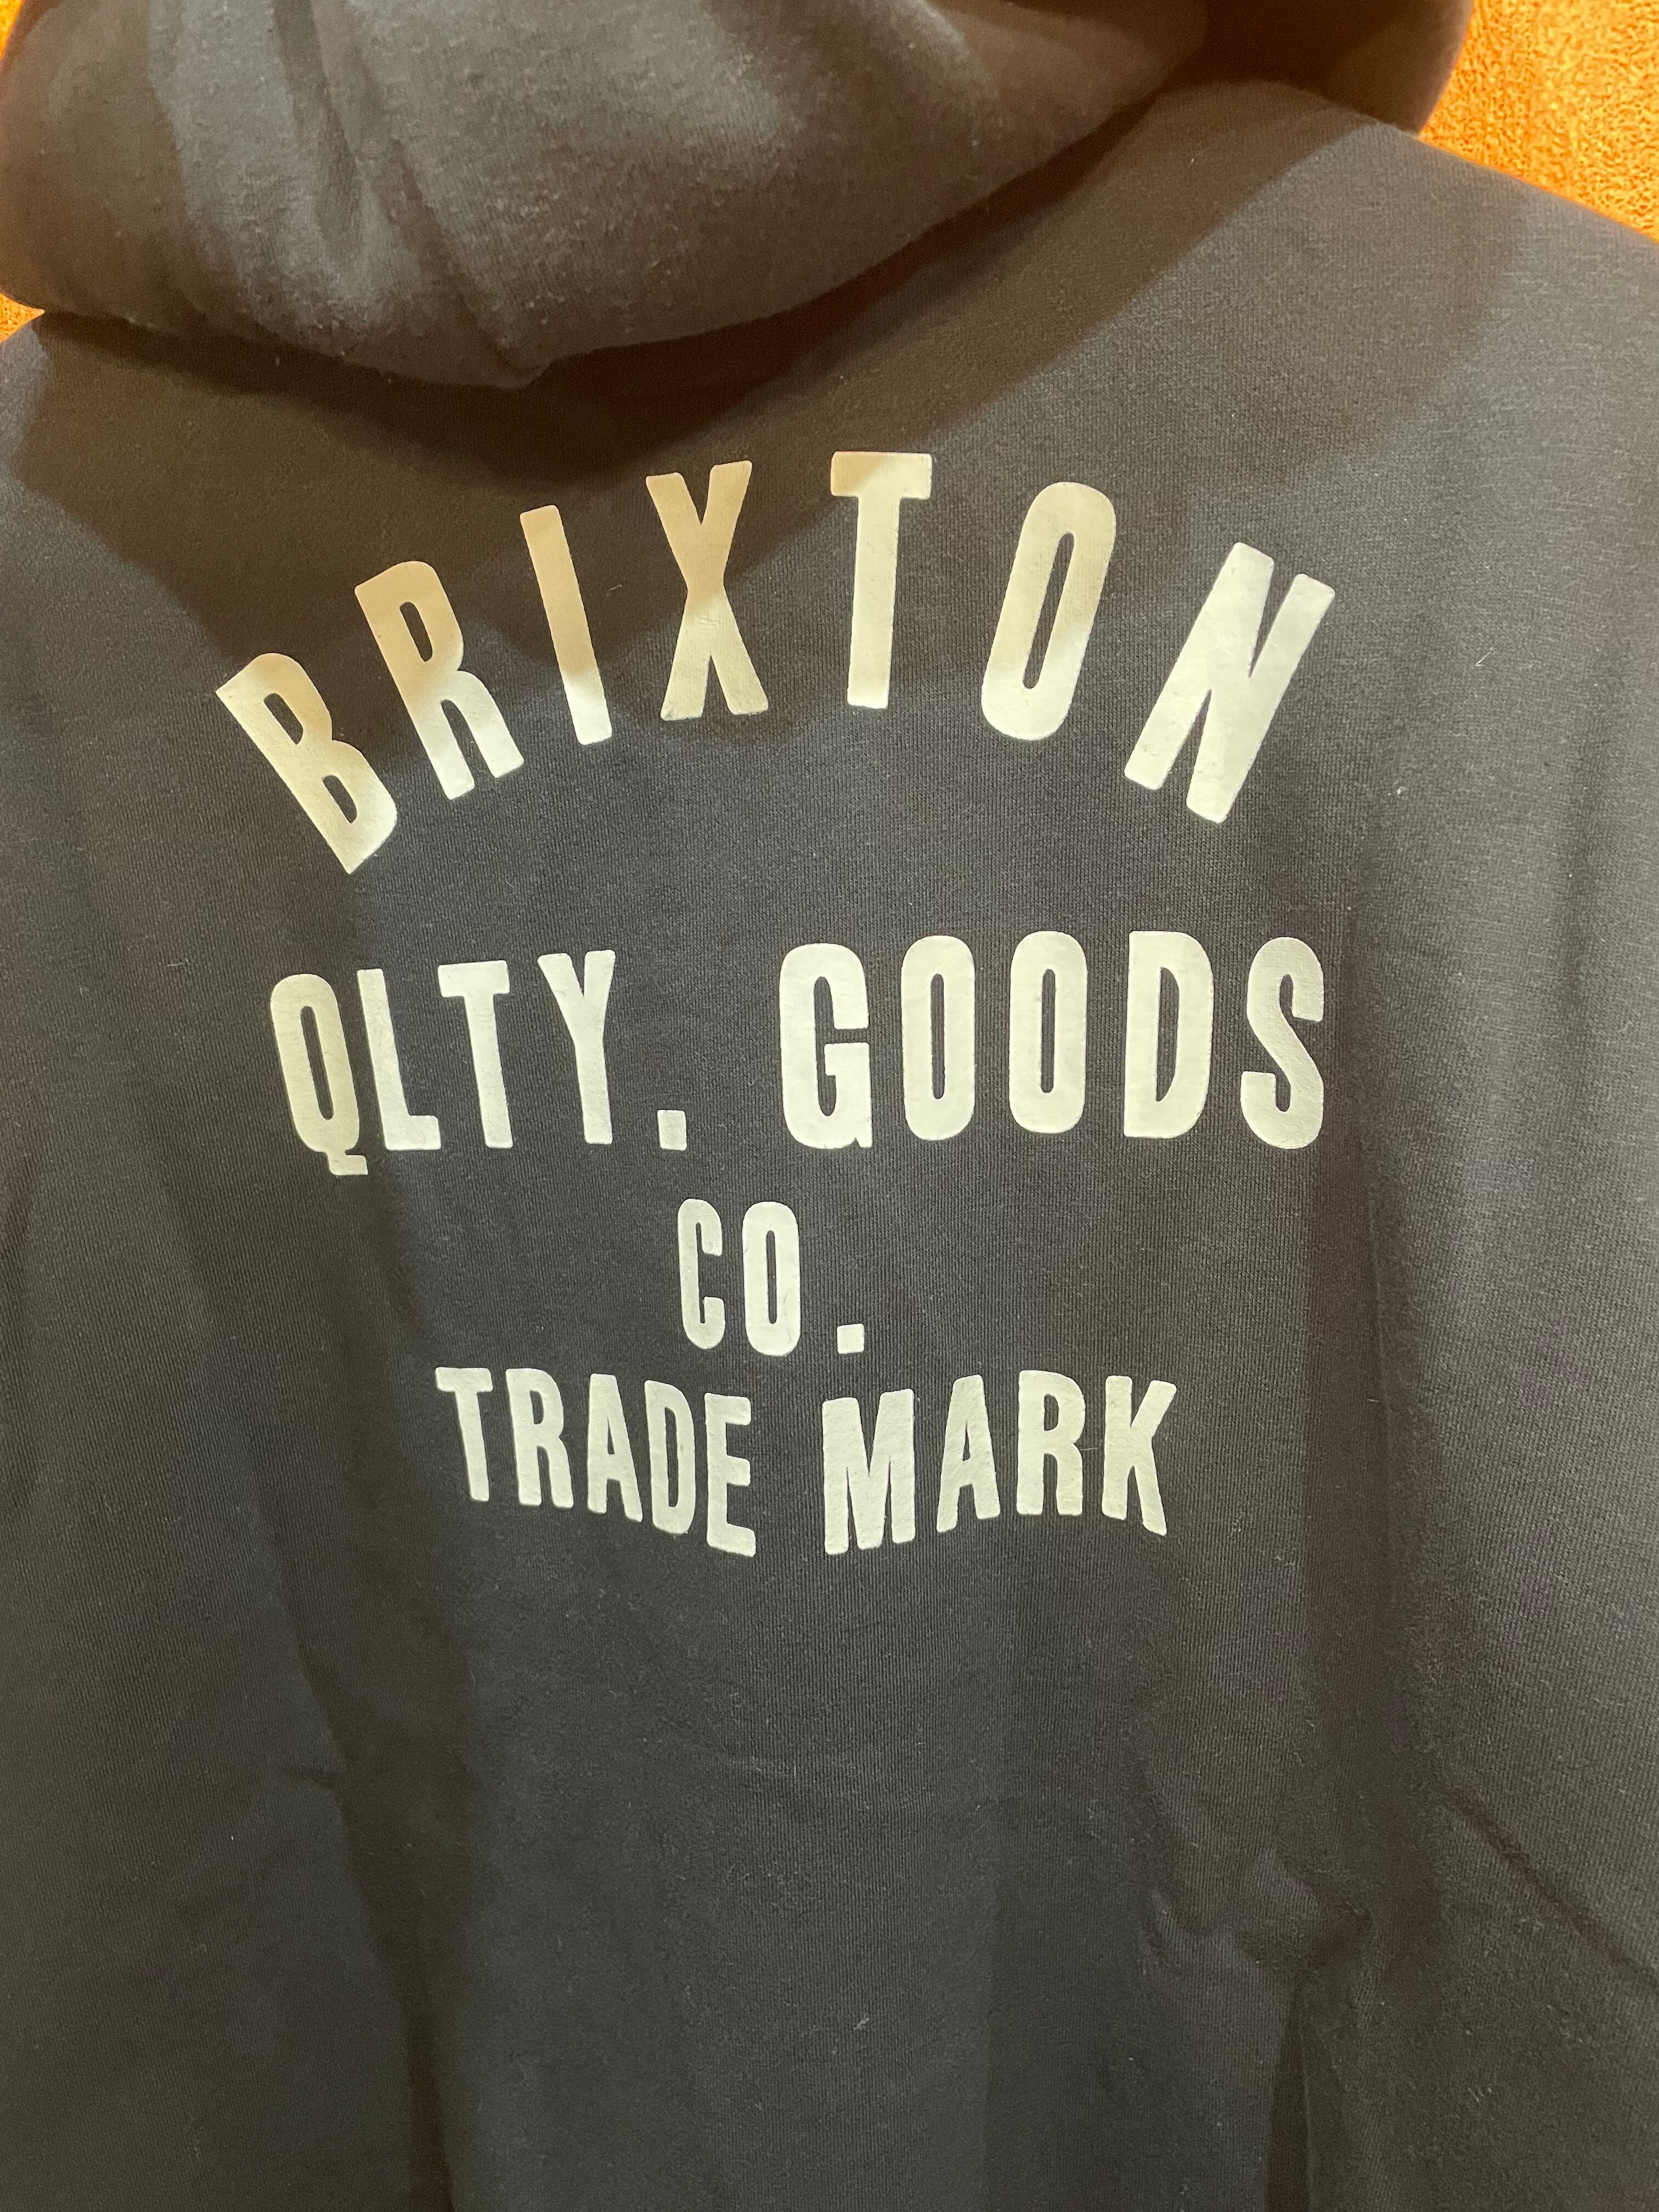 BRIXTON
QLTY. GOODS
CO.
TRADE MARK